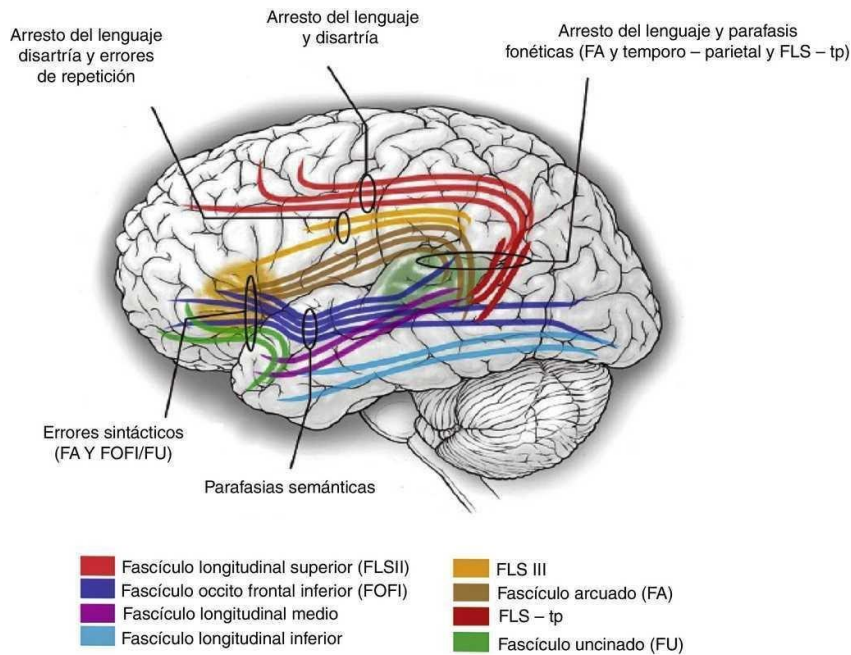 Arresto del lenguaje
disartría y errores
de repetición
Arresto del lenguaje
y disartría
Arresto del lenguaje y parafasis
fonéticas (FA y temporo – parietal y FLS – tp)
Errores sintácticos
(FA Y FOFI/FU)
Parafasias semánticas
Fascículo longitudinal superior (FLSII)
Fascículo occito frontal inferior (FOFI)
Fascículo longitudinal medio
Fascículo longitudinal inferior
FLS III
Fascículo arcuado (FA)
FLS – tp
Fascículo uncinado (FU)